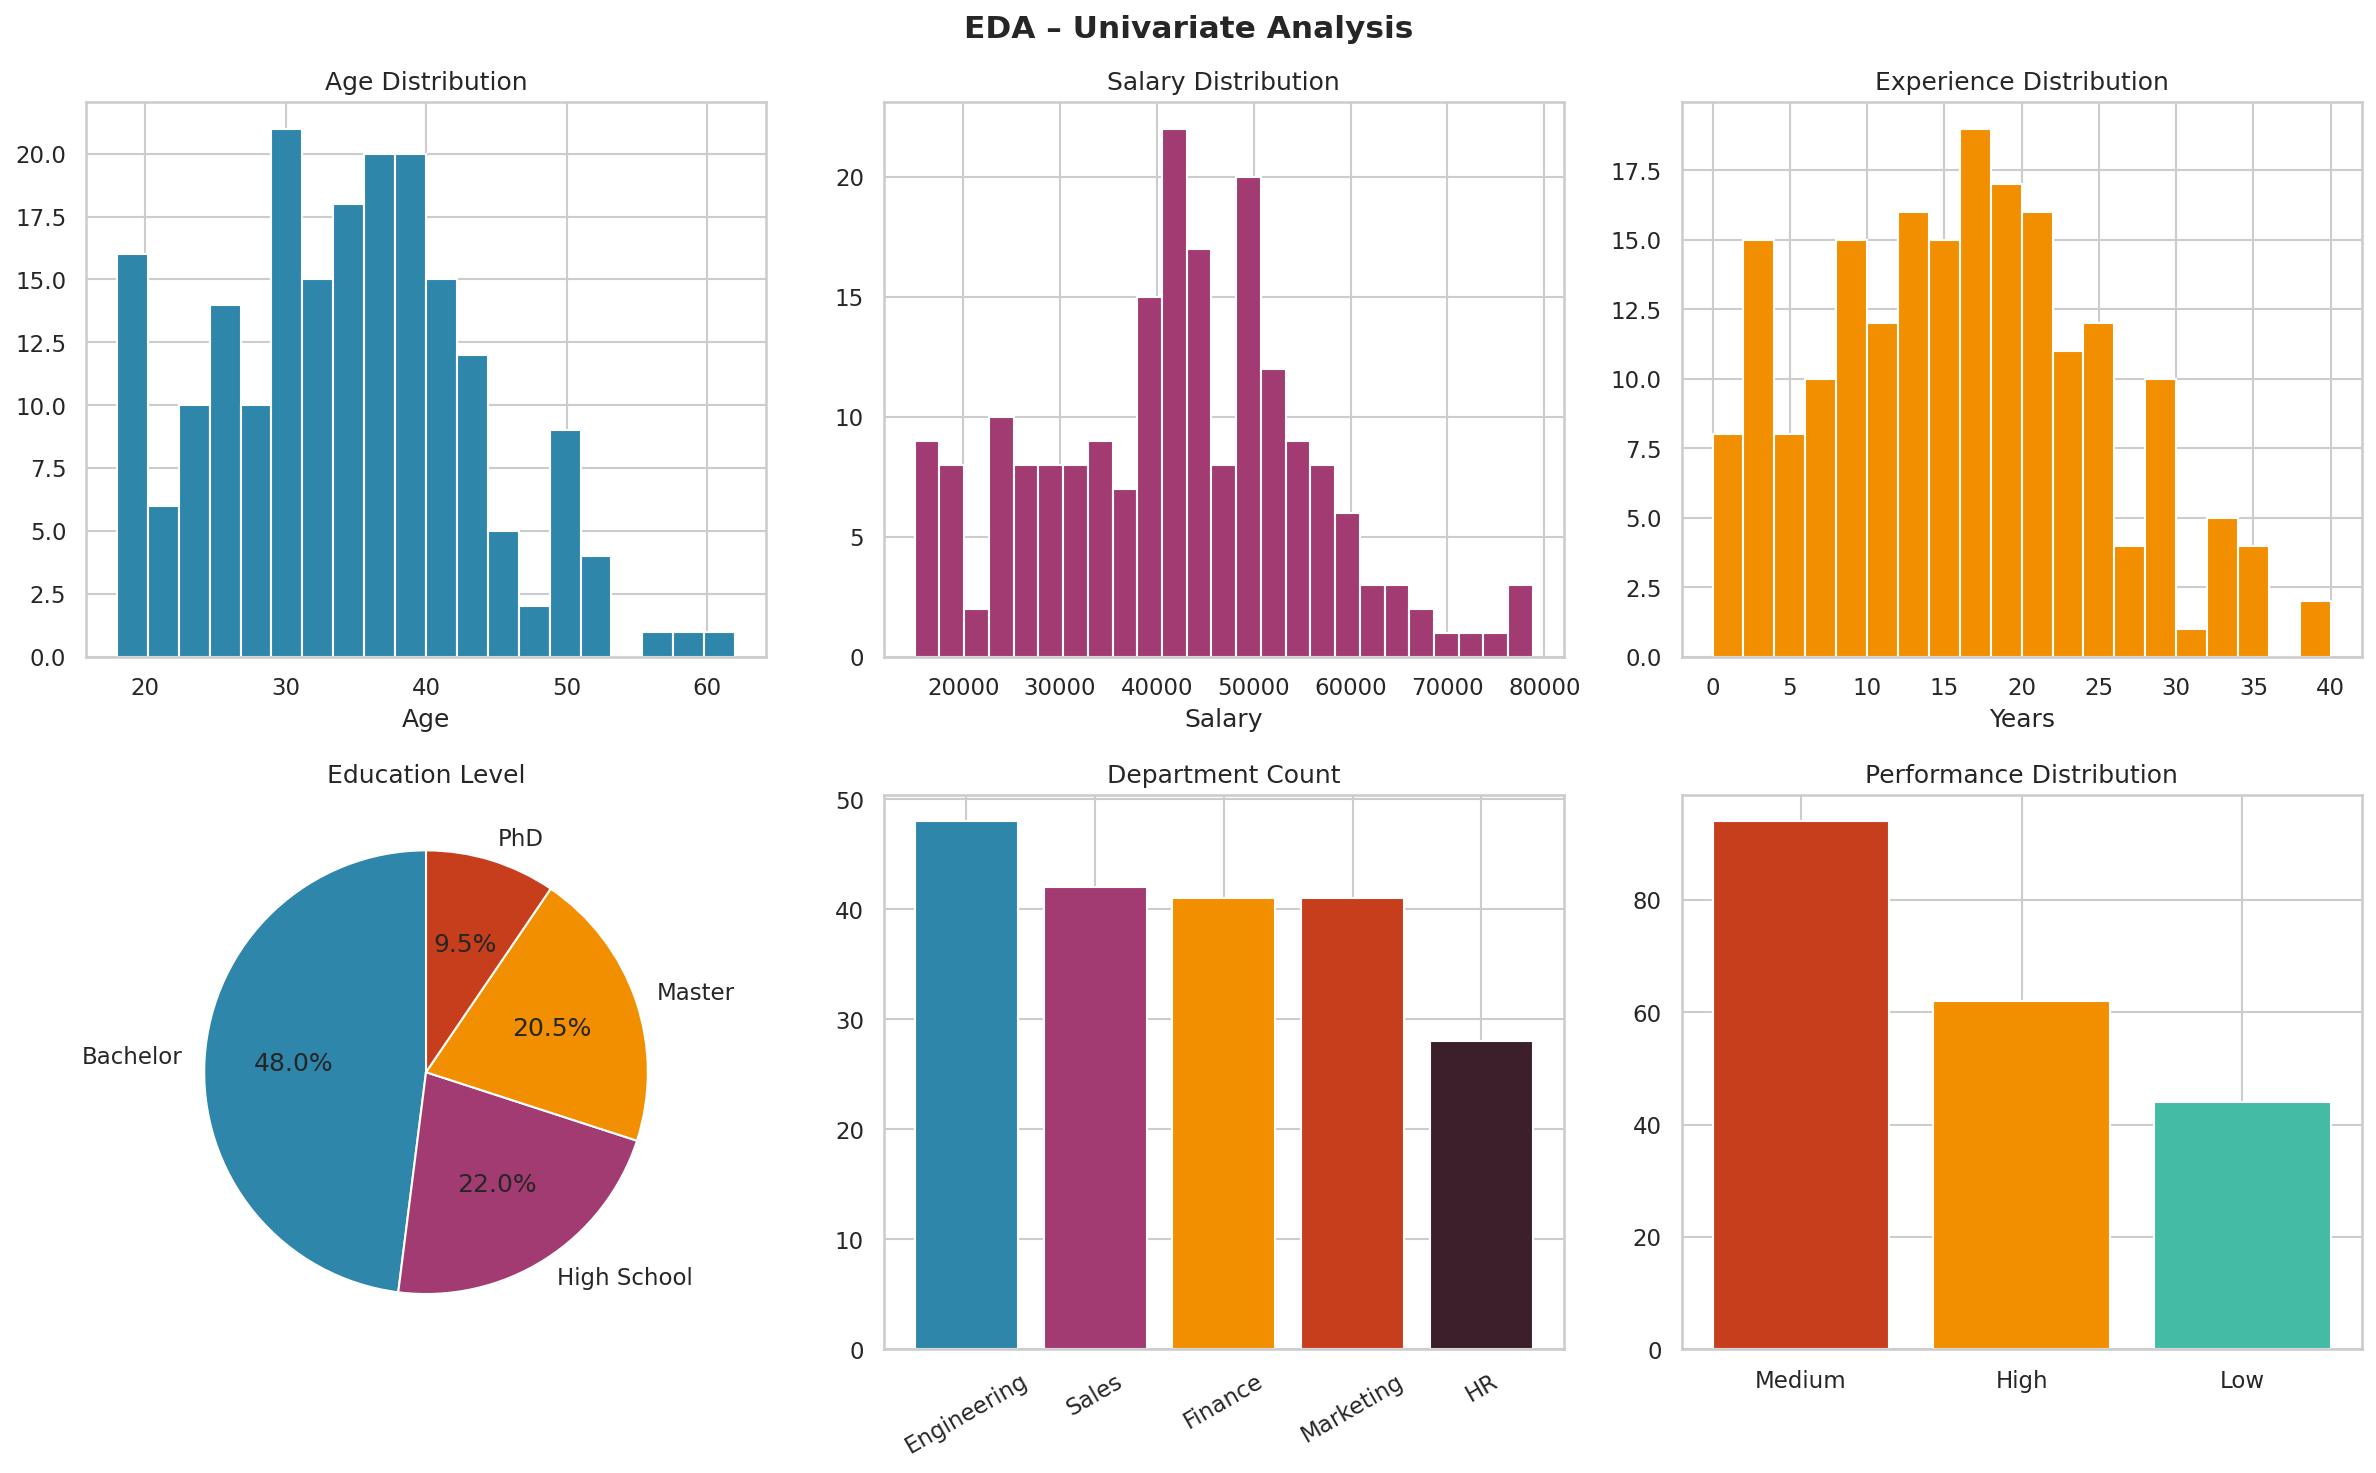 EDA – Univariate Analysis
Age Distribution
20.0
17.5
15.0
12.5
10.0
7.5
5.0
2.5
0.0
20 30 40 50 60
Age
Salary Distribution
20
15
10
5
0
20000 30000 40000 50000 60000 70000 80000
Salary
Experience Distribution
17.5
15.0
12.5
10.0
7.5
5.0
2.5
0.0
0 5 10 15 20 25 30 35 40
Years
Education Level
PhD
9.5%
Master
20.5%
Bachelor
48.0%
22.0%
High School
Department Count
50
40
30
20
10
0
Engineering Sales Finance Marketing HR
Performance Distribution
80
60
40
20
0
Medium High Low